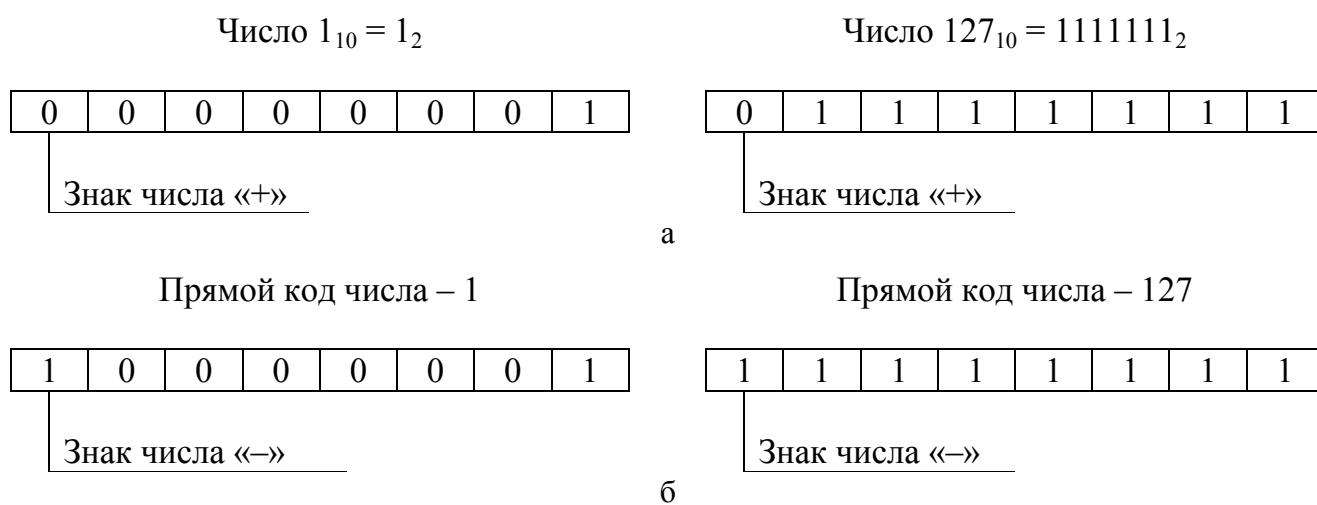 Число 1₁₀ = 1₂
Число 127₁₀ = 1111111₂
0 0 0 0 0 0 0 1
0 1 1 1 1 1 1 1
Знак числа «+»
Знак числа «+»
а
Прямой код числа – 1
Прямой код числа – 127
1 0 0 0 0 0 0 1
1 1 1 1 1 1 1 1
Знак числа «–»
Знак числа «–»
б